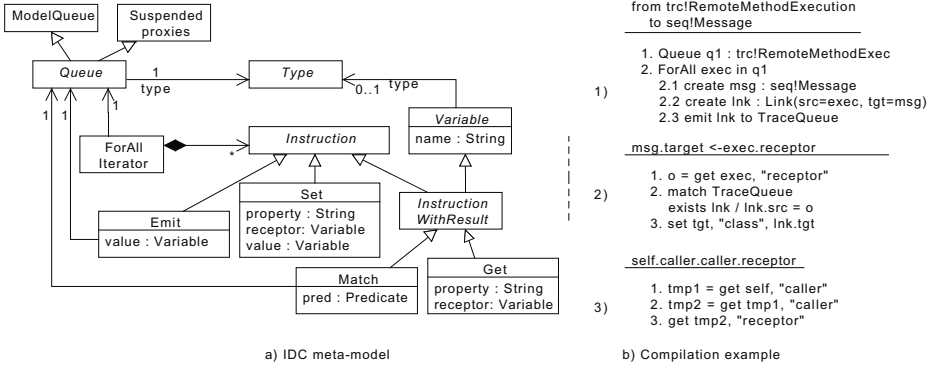 ModelQueue
Suspended
proxies
Queue
1
type
Type
0..1
type
1
1
1
Variable
name : String
ForAll
Iterator
*
Instruction
Set
property : String
receptor: Variable
value : Variable
Emit
value : Variable
Instruction
WithResult
Match
pred : Predicate
Get
property : String
receptor: Variable
a) IDC meta-model
from trc!RemoteMethodExecution
to seq!Message
1)
1. Queue q1 : trc!RemoteMethodExec
2. ForAll exec in q1
2.1 create msg : seq!Message
2.2 create lnk : Link(src=exec, tgt=msg)
2.3 emit lnk to TraceQueue
msg.target <-exec.receptor
2)
1. o = get exec, "receptor"
2. match TraceQueue
exists lnk / lnk.src = o
3. set tgt, "class", lnk.tgt
self.caller.caller.receptor
3)
1. tmp1 = get self, "caller"
2. tmp2 = get tmp1, "caller"
3. get tmp2, "receptor"
b) Compilation example